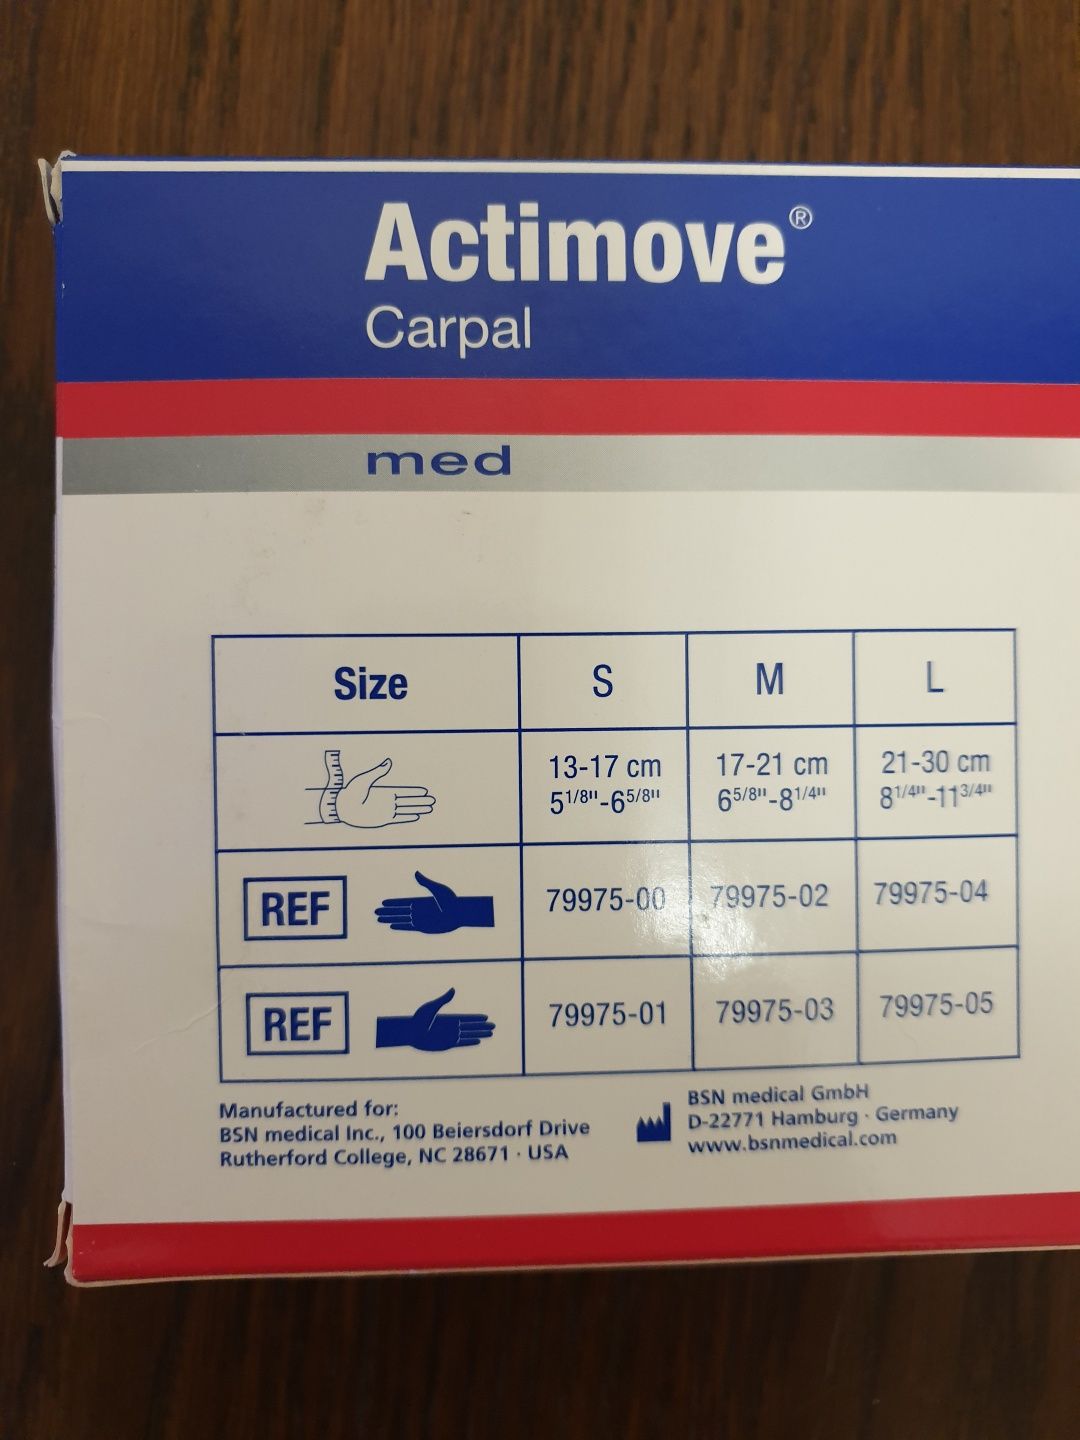 Actimove®
Carpal
med
Size S M L
13-17 cm 17-21 cm 21-30 cm
5 1/8"-6 5/8" 6 5/8"-8 1/4" 8 1/4"-11 3/4"
REF 79975-00 79975-02 79975-04
REF 79975-01 79975-03 79975-05
Manufactured for:
BSN medical Inc., 100 Beiersdorf Drive
Rutherford College, NC 28671 · USA
BSN medical GmbH
D-22771 Hamburg · Germany
www.bsnmedical.com